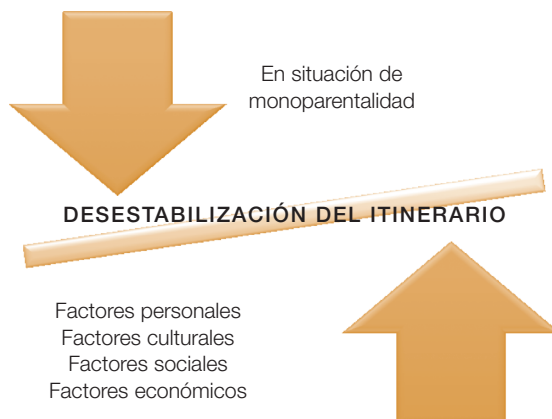 En situación de
monoparentalidad
DESESTABILIZACIÓN DEL ITINERARIO
Factores personales
Factores culturales
Factores sociales
Factores económicos